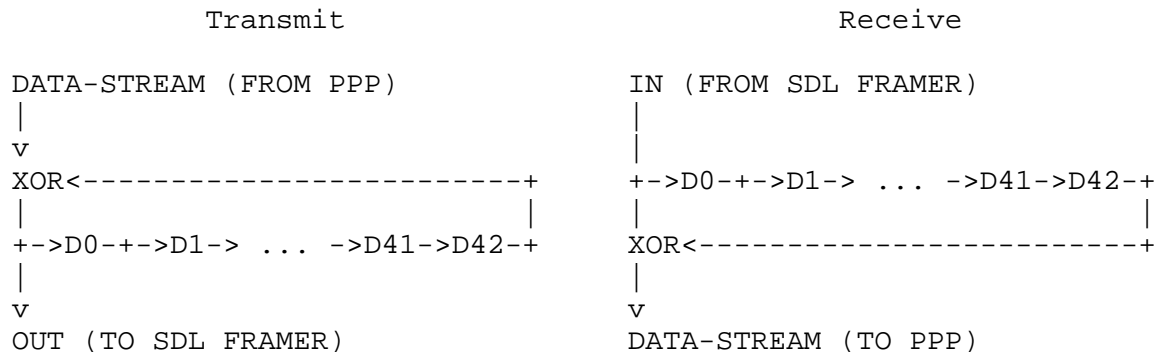 Transmit                            Receive

DATA-STREAM (FROM PPP)             IN (FROM SDL FRAMER)
|                                  |
v                                  |
XOR<-------------------------+     +->D0-+->D1-> ... ->D41->D42-+
|                            |     |                            |
+->D0-+->D1-> ... ->D41->D42-+     XOR<-------------------------+
|                                  |
v                                  v
OUT (TO SDL FRAMER)                DATA-STREAM (TO PPP)